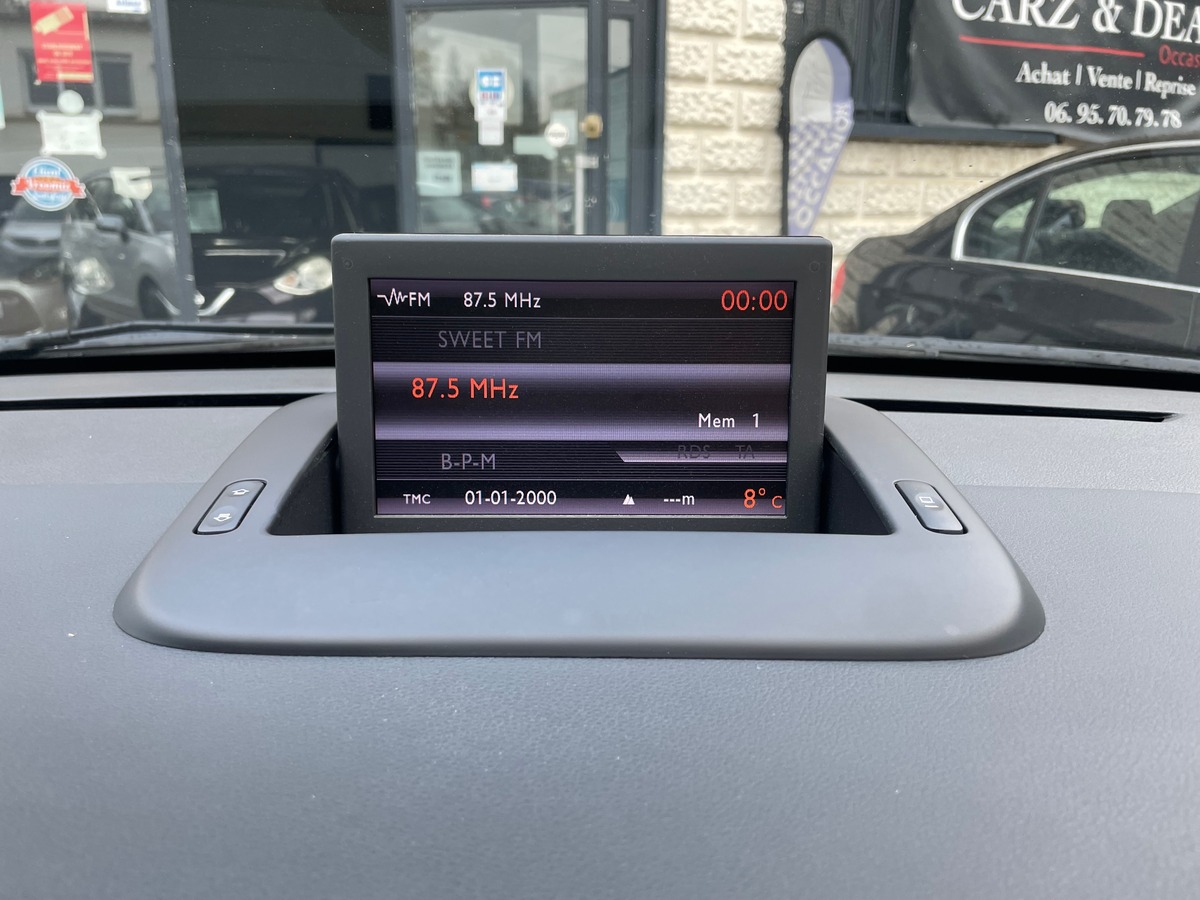 CARZ & DEA
Occas
Achat | Vente | Reprise
06. 95. 70. 79. 78
OCCASION
FM 87.5 MHz 00:00
SWEET FM
87.5 MHz
Mem 1
RDS TA
B-P-M
TMC 01-01-2000 ---m 8° C